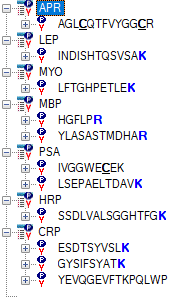 APR
AGLCQTFVYGGCR
LEP
INDISHTQSVSAK
MYO
LFTGHPETLEK
MBP
HGFLPR
YLASASTMDHAR
PSA
IVGGWECEK
LSEPAELTDAVK
HRP
SSDLVALSGGHTFGK
CRP
ESDTSYVSLK
GYSIFSYATK
YEVQGEVFTKPQLWP